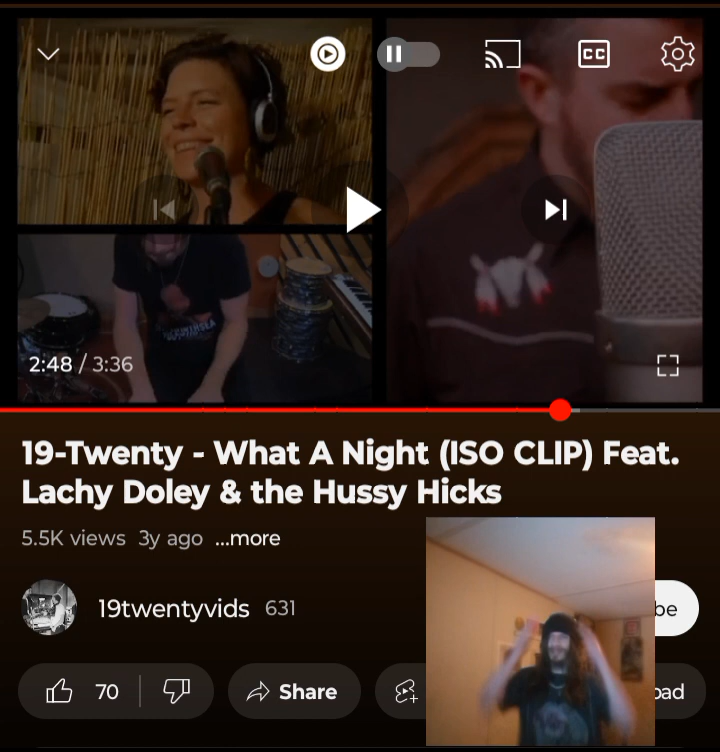 CC
2:48 / 3:36
19-Twenty - What A Night (ISO CLIP) Feat.
Lachy Doley & the Hussy Hicks
5.5K views 3y ago ...more
19twentyvids 631
70 Share